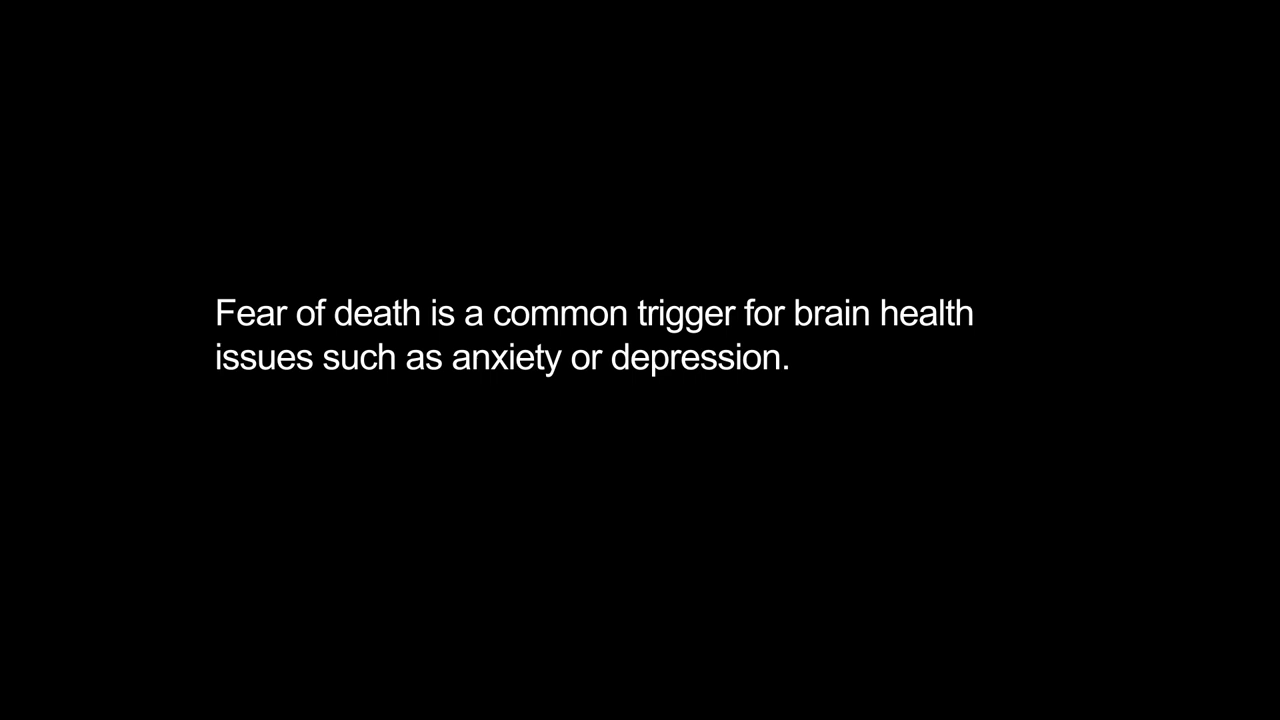 Fear of death is a common trigger for brain health
issues such as anxiety or depression.